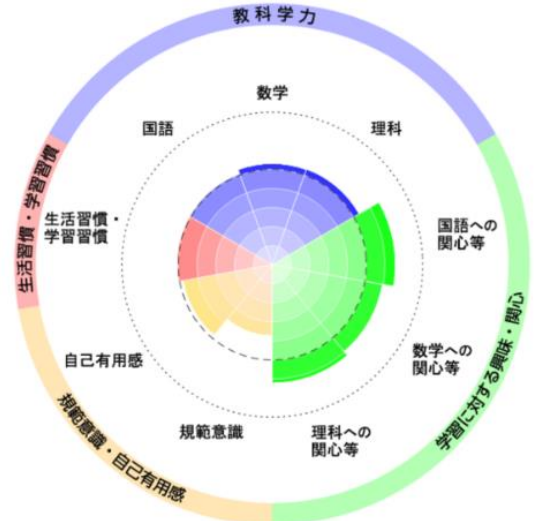 教科学力
数学
国語
理科
生活習慣・学習習慣
生活習慣・
学習習慣
国語への
関心等
自己有用感
数学への
関心等
学習に対する興味・関心
規範意識
理科への
関心等
規範意識・自己有用感